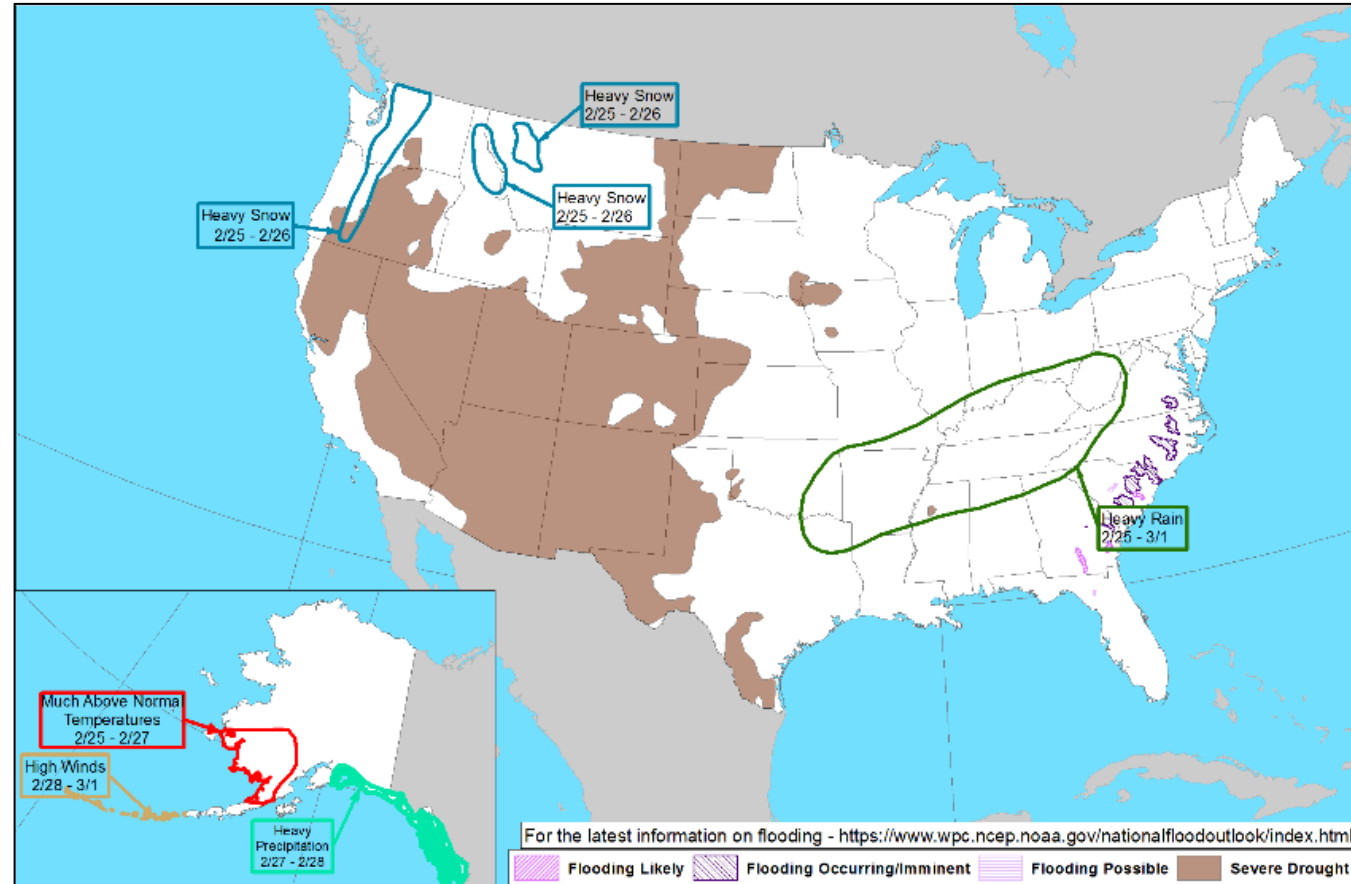 Heavy Snow
2/25 - 2/26
Heavy Snow
2/25 - 2/26
Heavy Snow
2/25 - 2/26
Heavy Rain
2/25 - 3/1
Much Above Normal
Temperatures
2/25 - 2/27
High Winds
2/28 - 3/1
Heavy
Precipitation
2/27 - 2/28
For the latest information on flooding - https://www.wpc.ncep.noaa.gov/nationalfloodoutlook/index.html
Flooding Likely Flooding Occurring/Imminent Flooding Possible Severe Drought